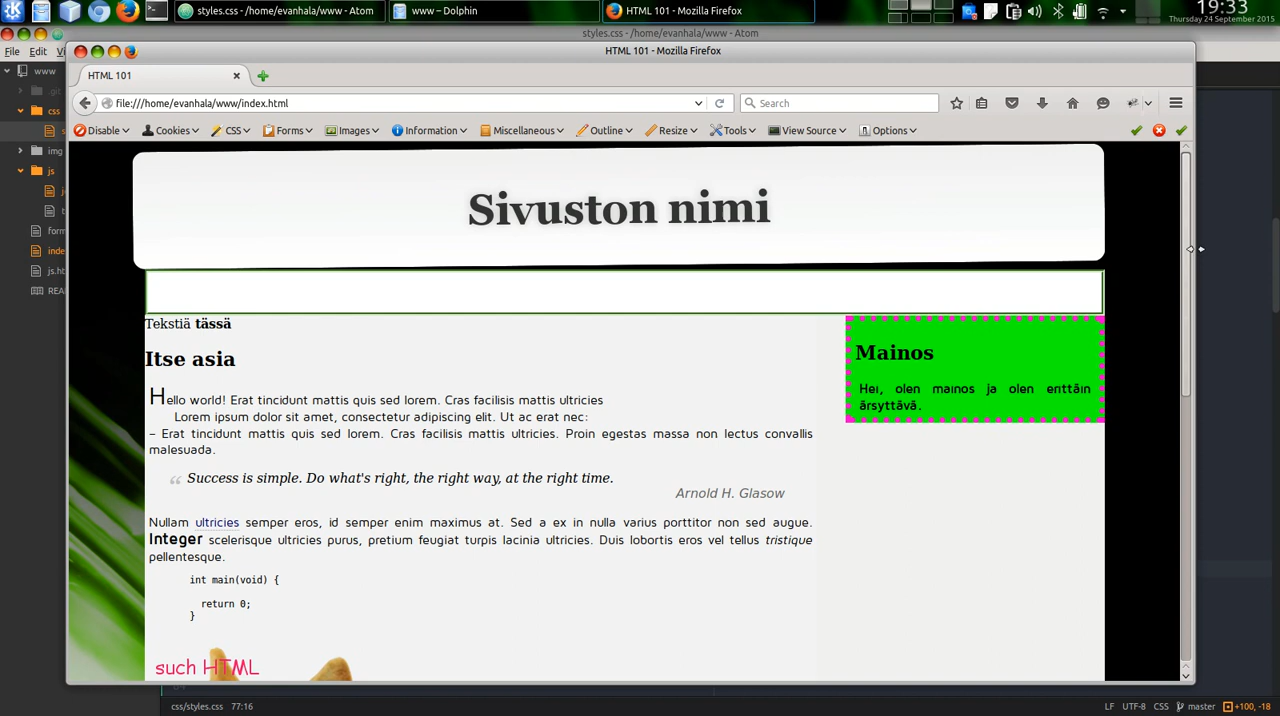 styles.css - /home/evanhala/www - Atom
www – Dolphin
HTML 101 - Mozilla Firefox
19:33
Thursday 24 September 2015
styles.css - /home/evanhala/www - Atom
File Edit
HTML 101 - Mozilla Firefox
www
HTML 101
.git
file:///home/evanhala/www/index.html
Search
css
Disable Cookies CSS Forms Images Information Miscellaneous Outline Resize Tools View Source Options
img
js
form
index
js.ht
REA
Sivuston nimi
Tekstiä tässä
Itse asia
Hello world! Erat tincidunt mattis quis sed lorem. Cras facilisis mattis ultricies
Lorem ipsum dolor sit amet, consectetur adipiscing elit. Ut ac erat nec:
– Erat tincidunt mattis quis sed lorem. Cras facilisis mattis ultricies. Proin egestas massa non lectus convallis
malesuada.
“ Success is simple. Do what's right, the right way, at the right time.
Arnold H. Glasow
Nullam ultricies semper eros, id semper enim maximus at. Sed a ex in nulla varius porttitor non sed augue.
Integer scelerisque ultricies purus, pretium feugiat turpis lacinia ultricies. Duis lobortis eros vel tellus tristique
pellentesque.
int main(void) {
return 0;
}
such HTML
Mainos
Hei, olen mainos ja olen erittäin
ärsyttävä.
css/styles.css 77:16
LF UTF-8 CSS master +100, -18